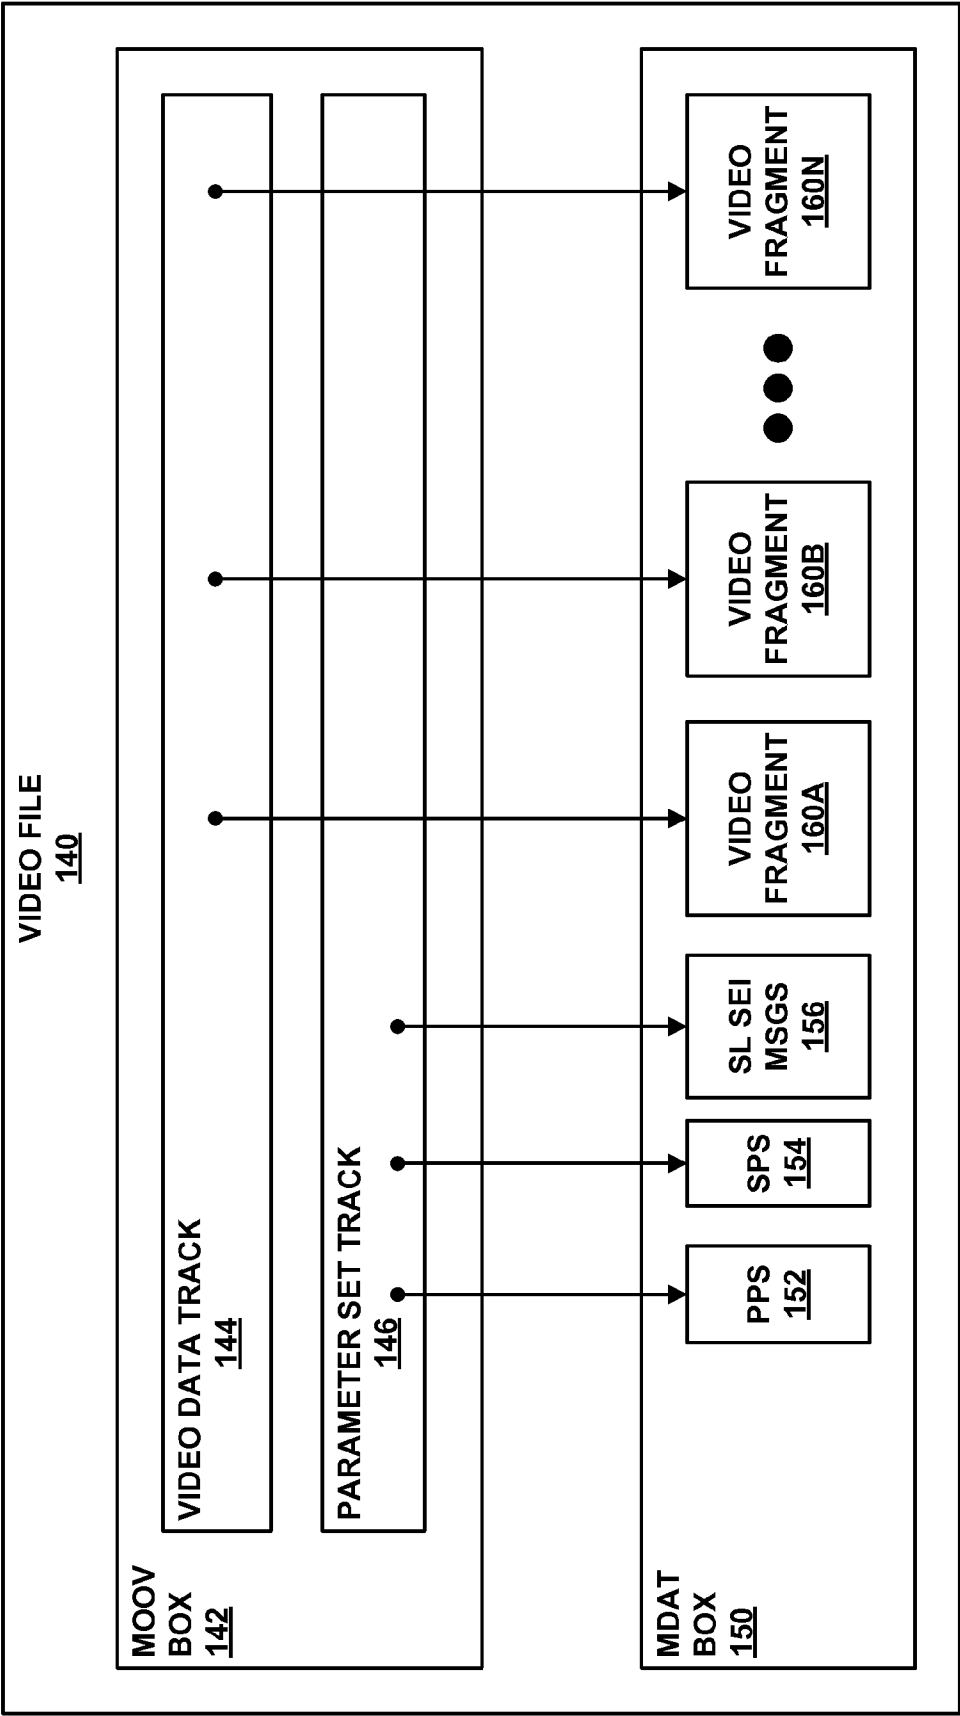 VIDEO FILE
140
MOOV
BOX
142
VIDEO DATA TRACK
144
PARAMETER SET TRACK
146
MDAT
BOX
150
PPS
152
SPS
154
SL SEI
MSGS
156
VIDEO
FRAGMENT
160A
VIDEO
FRAGMENT
160B
VIDEO
FRAGMENT
160N